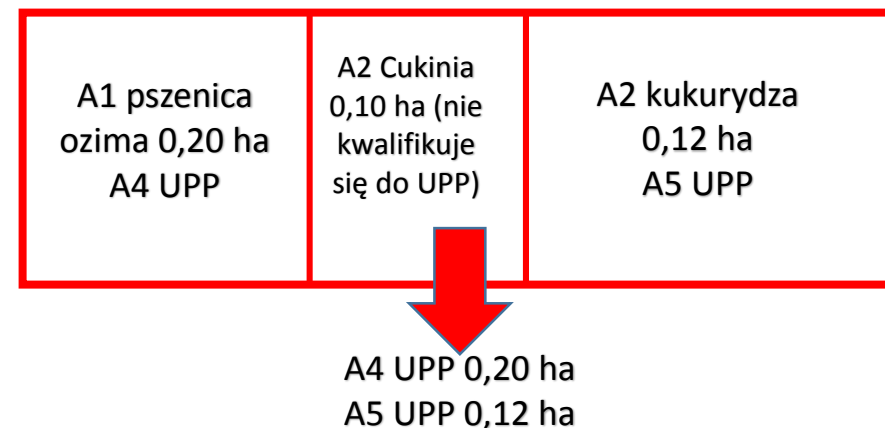 A1 pszenica
ozima 0,20 ha
A4 UPP
A2 Cukinia
0,10 ha (nie
kwalifikuje
się do UPP)
A2 kukurydza
0,12 ha
A5 UPP
A4 UPP 0,20 ha
A5 UPP 0,12 ha